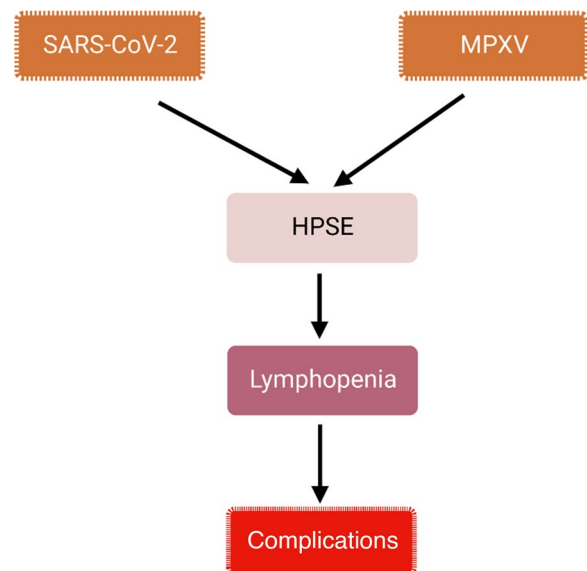 SARS-CoV-2
MPXV
HPSE
Lymphopenia
Complications